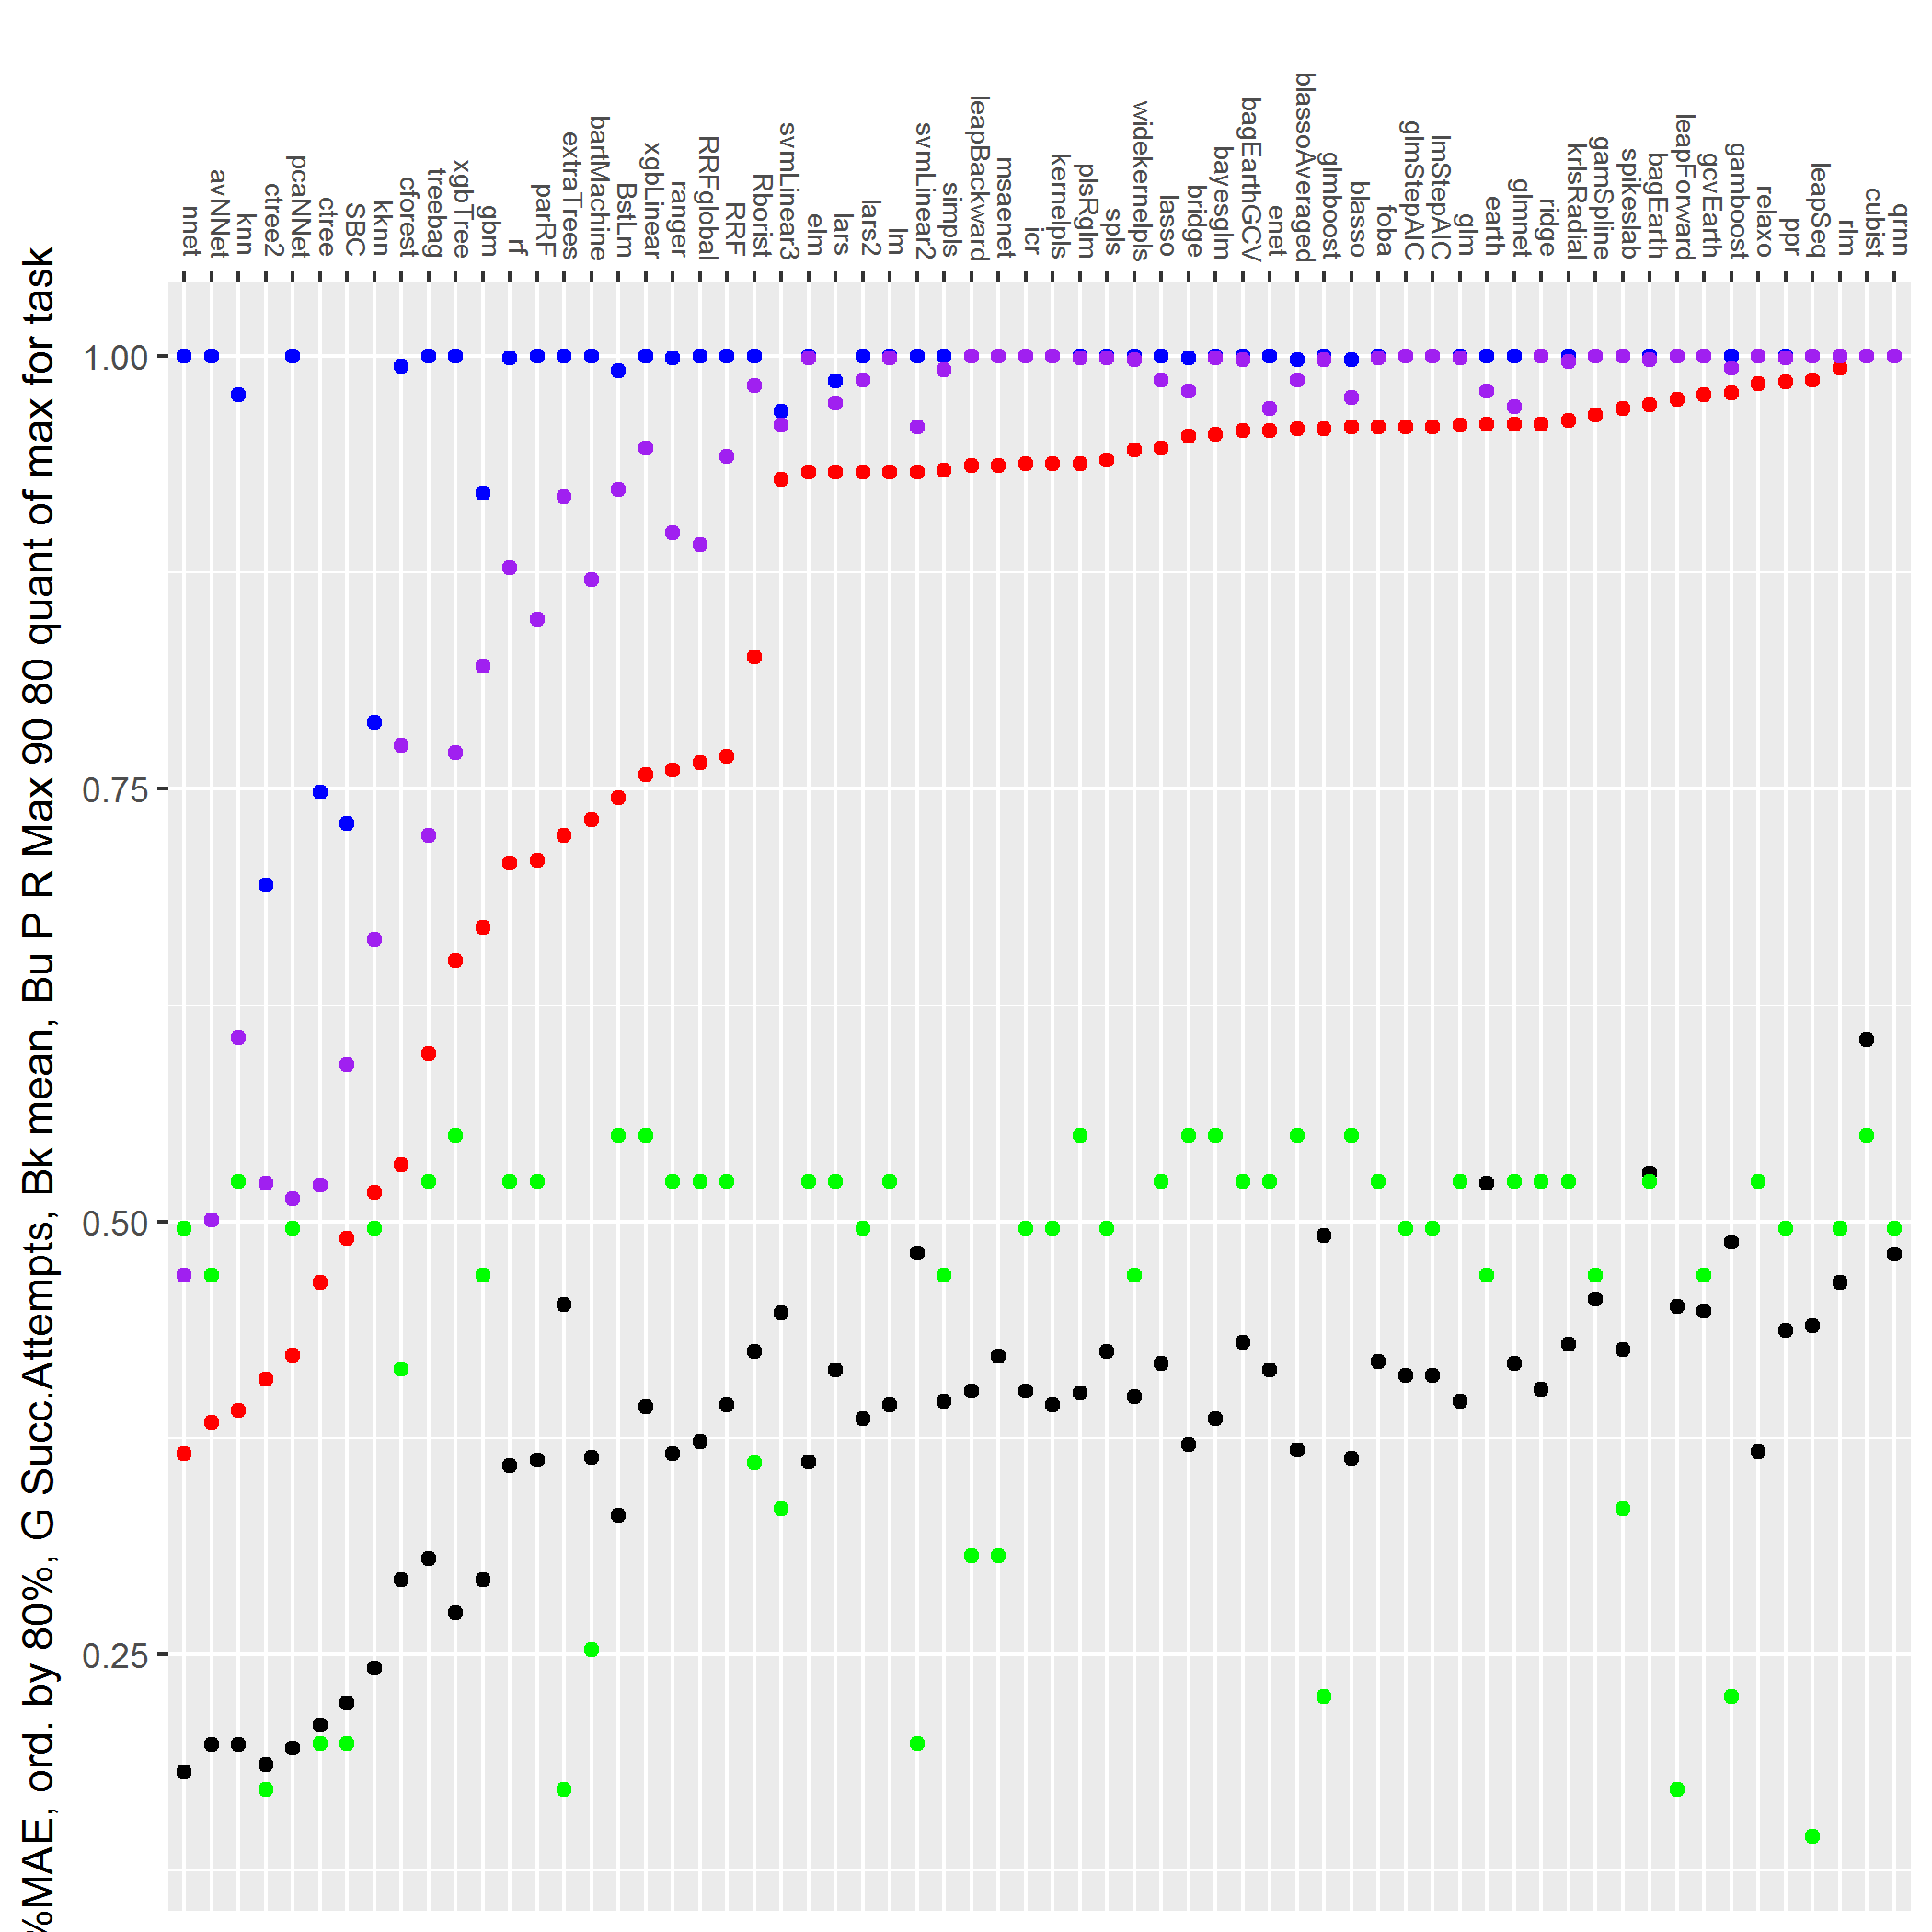 nnet
avNNet
knn
ctree2
pcaNNet
ctree
SBC
kknn
cforest
treebag
xgbTree
gbm
rf
parRF
extraTrees
bartMachine
BstLm
xgbLinear
ranger
RRFglobal
RRF
Rborist
svmLinear3
elm
lars
lars2
lm
svmLinear2
simpls
leapBackward
msaenet
icr
kernelpls
plsRglm
spls
widekernelpls
lasso
bridge
bayesglm
bagEarthGCV
enet
blassoAveraged
glmboost
blasso
foba
glmStepAIC
lmStepAIC
glm
earth
glmnet
ridge
krlsRadial
gamSpline
spikeslab
bagEarth
leapForward
gcvEarth
gamboost
relaxo
ppr
leapSeq
rlm
cubist
qrnn
%MAE, ord. by 80%, G Succ.Attempts, Bk mean, Bu P R Max 90 80 quant of max for task
1.00
0.75
0.50
0.25